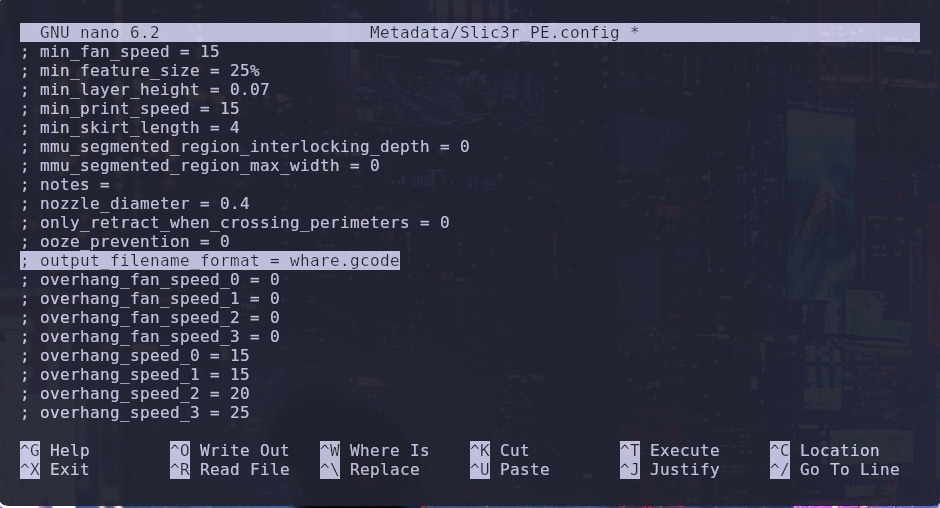 GNU nano 6.2 Metadata/Slic3r_PE.config *
; min_fan_speed = 15
; min_feature_size = 25%
; min_layer_height = 0.07
; min_print_speed = 15
; min_skirt_length = 4
; mmu_segmented_region_interlocking_depth = 0
; mmu_segmented_region_max_width = 0
; notes =
; nozzle_diameter = 0.4
; only_retract_when_crossing_perimeters = 0
; ooze_prevention = 0
; output_filename_format = whare.gcode
; overhang_fan_speed_0 = 0
; overhang_fan_speed_1 = 0
; overhang_fan_speed_2 = 0
; overhang_fan_speed_3 = 0
; overhang_speed_0 = 15
; overhang_speed_1 = 15
; overhang_speed_2 = 20
; overhang_speed_3 = 25
^G Help ^O Write Out ^W Where Is ^K Cut ^T Execute ^C Location
^X Exit ^R Read File ^\ Replace ^U Paste ^J Justify ^/ Go To Line